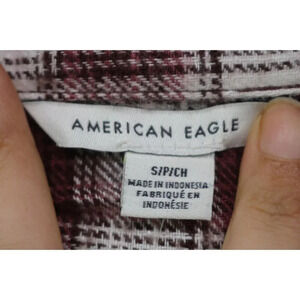 AMERICAN EAGLE
S/P/CH
MADE IN INDONESIA
FABRIQUÉ EN
INDONÉSIE